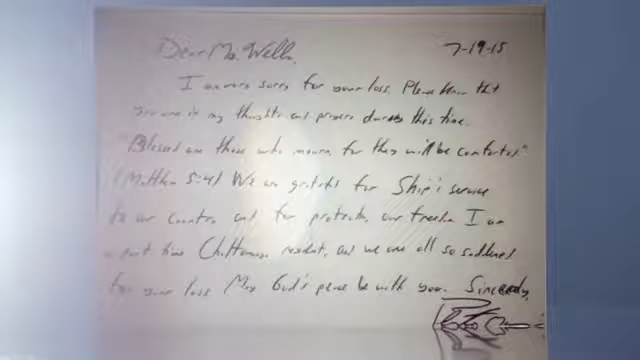 Dear Ms. Wells, 7-19-15
I am very sorry for your loss. Please know that
you are in my thoughts and prayers during this time.
"Blessed are those who mourn, for they will be comforted"
(Matthew 5:4) We are grateful for Skip's service
to our country and for protecting our freedom. I am
a part time Chattanooga resident, and we are all so saddened
for your loss. May God's peace be with you. Sincerely,